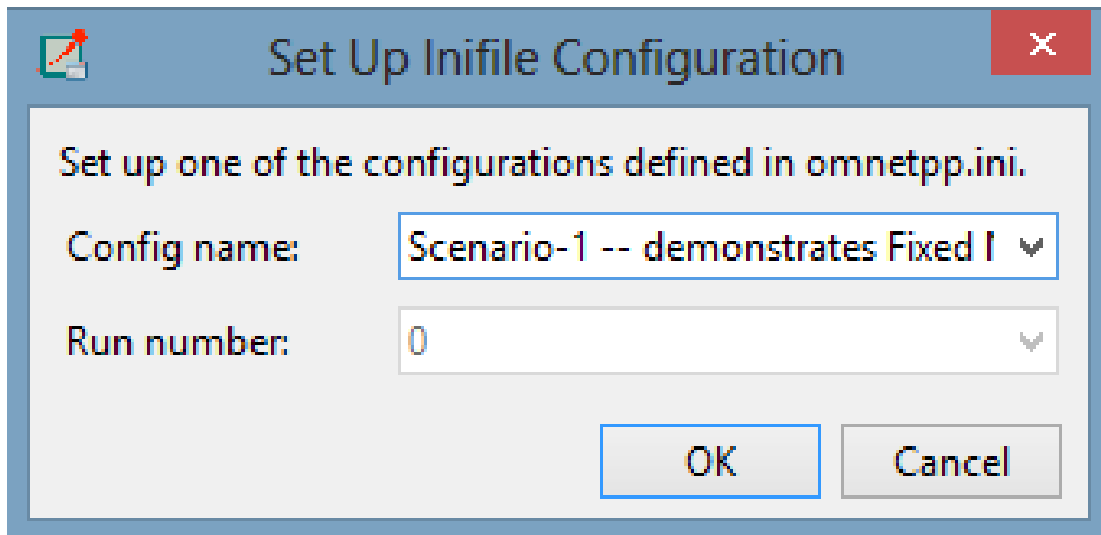 Set Up Inifile Configuration
Set up one of the configurations defined in omnetpp.ini.
Config name: Scenario-1 -- demonstrates Fixed
Run number: 0
OK Cancel